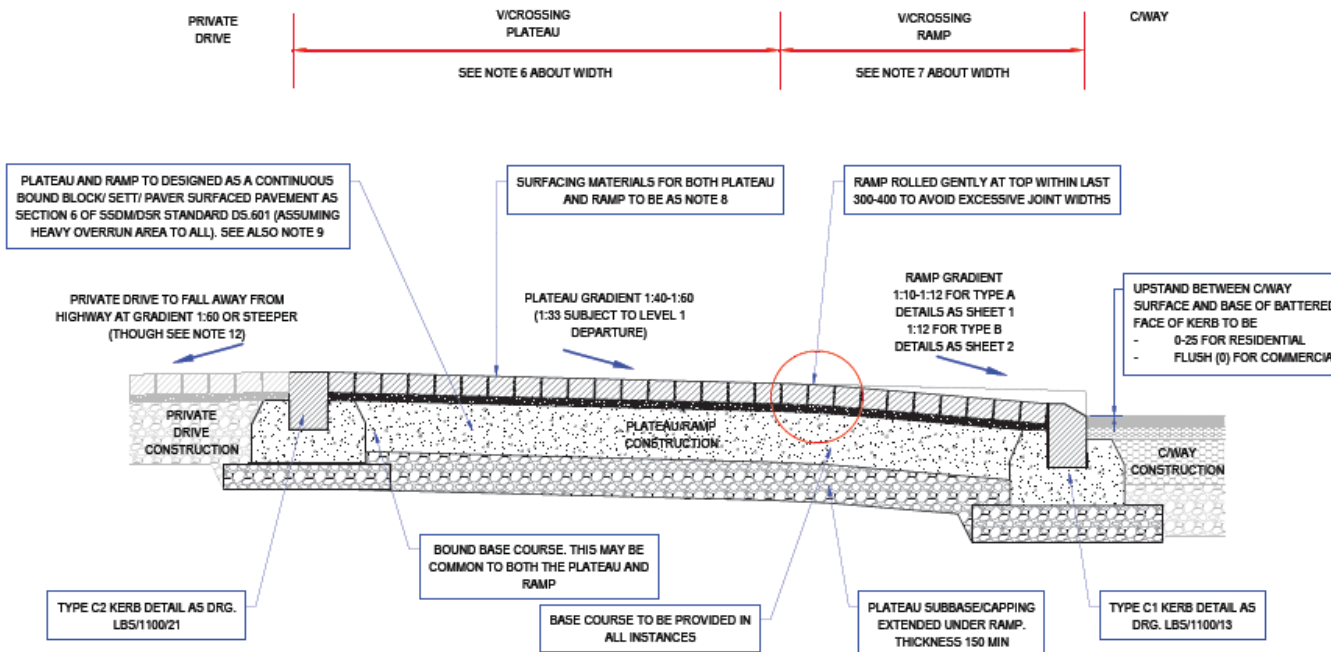 PRIVATE
DRIVE
V/CROSSING
PLATEAU
V/CROSSING
RAMP
C/WAY
SEE NOTE 6 ABOUT WIDTH
SEE NOTE 7 ABOUT WIDTH
PLATEAU AND RAMP TO DESIGNED AS A CONTINUOUS
BOUND BLOCK/ SETT/ PAVER SURFACED PAVEMENT AS
SECTION 6 OF SSDM/DSR STANDARD DS.601 (ASSUMING
HEAVY OVERRUN AREA TO ALL). SEE ALSO NOTE 9
SURFACING MATERIALS FOR BOTH PLATEAU
AND RAMP TO BE AS NOTE 8
RAMP ROLLED GENTLY AT TOP WITHIN LAST
300-400 TO AVOID EXCESSIVE JOINT WIDTHS
PRIVATE DRIVE TO FALL AWAY FROM
HIGHWAY AT GRADIENT 1:60 OR STEEPER
(THOUGH SEE NOTE 12)
PLATEAU GRADIENT 1:40-1:60
(1:33 SUBJECT TO LEVEL 1
DEPARTURE)
RAMP GRADIENT
1:10-1:12 FOR TYPE A
DETAILS AS SHEET 1
1:12 FOR TYPE B
DETAILS AS SHEET 2
UPSTAND BETWEEN C/WAY
SURFACE AND BASE OF BATTERED
FACE OF KERB TO BE
- 0-25 FOR RESIDENTIAL
- FLUSH (0) FOR COMMERCIA
PRIVATE
DRIVE
CONSTRUCTION
PLATEAU/RAMP
CONSTRUCTION
C/WAY
CONSTRUCTION
BOUND BASE COURSE. THIS MAY BE
COMMON TO BOTH THE PLATEAU AND
RAMP
TYPE C2 KERB DETAIL AS DRG.
LBS/1100/21
BASE COURSE TO BE PROVIDED IN
ALL INSTANCES
PLATEAU SUBBASE/CAPPING
EXTENDED UNDER RAMP.
THICKNESS 150 MIN
TYPE C1 KERB DETAIL AS
DRG. LBS/1100/13